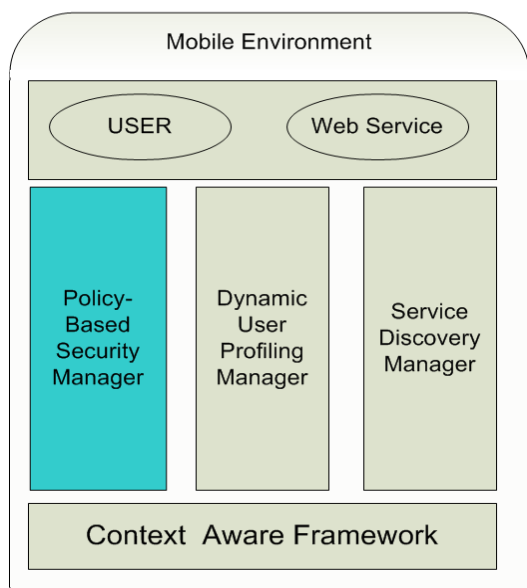 Mobile Environment
USER
Web Service
Policy-
Based
Security
Manager
Dynamic
User
Profiling
Manager
Service
Discovery
Manager
Context Aware Framework